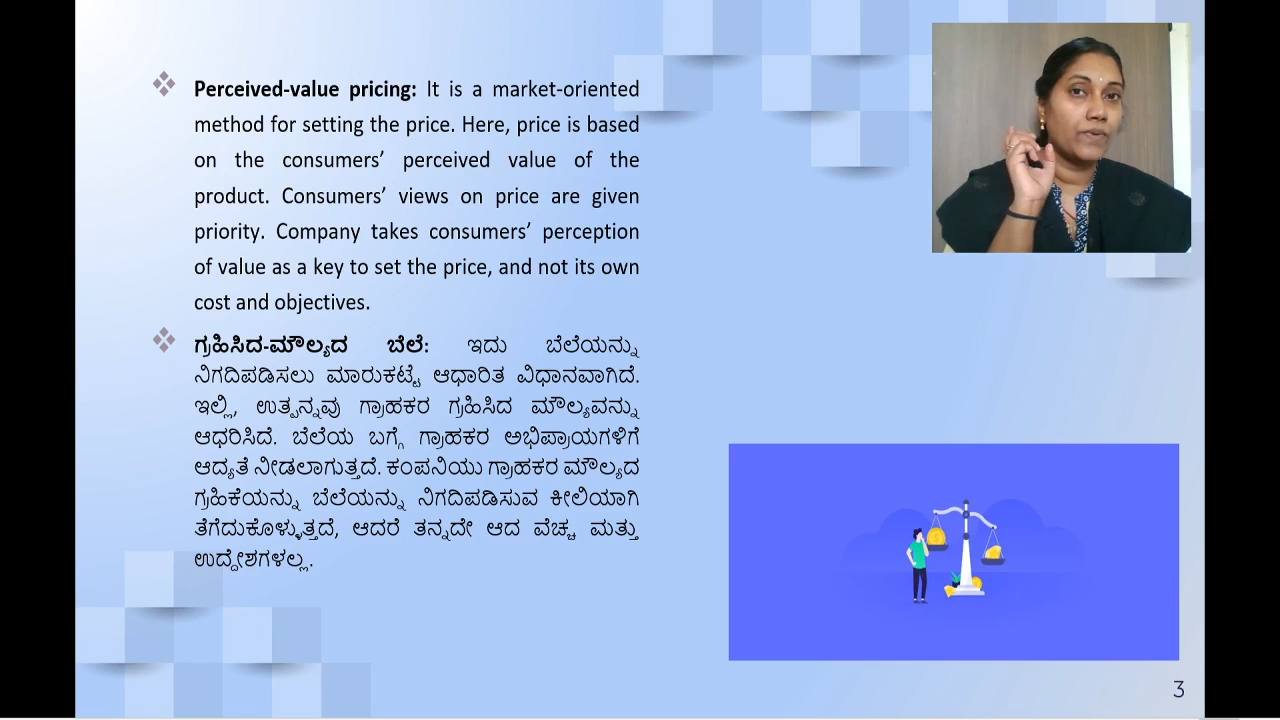 Perceived-value pricing: It is a market-oriented
method for setting the price. Here, price is based
on the consumers’ perceived value of the
product. Consumers’ views on price are given
priority. Company takes consumers’ perception
of value as a key to set the price, and not its own
cost and objectives.
ಗ್ರಹಿಸಿದ-ಮೌಲ್ಯದ ಬೆಲೆ: ಇದು ಬೆಲೆಯನ್ನು
ನಿಗದಿಪಡಿಸಲು ಮಾರುಕಟ್ಟೆ ಆಧಾರಿತ ವಿಧಾನವಾಗಿದೆ.
ಇಲ್ಲಿ, ಉತ್ಪನ್ನವು ಗ್ರಾಹಕರ ಗ್ರಹಿಸಿದ ಮೌಲ್ಯವನ್ನು
ಆಧರಿಸಿದೆ. ಬೆಲೆಯ ಬಗ್ಗೆ ಗ್ರಾಹಕರ ಅಭಿಪ್ರಾಯಗಳಿಗೆ
ಆದ್ಯತೆ ನೀಡಲಾಗುತ್ತದೆ. ಕಂಪನಿಯು ಗ್ರಾಹಕರ ಮೌಲ್ಯದ
ಗ್ರಹಿಕೆಯನ್ನು ಬೆಲೆಯನ್ನು ನಿಗದಿಪಡಿಸುವ ಕೀಲಿಯಾಗಿ
ತೆಗೆದುಕೊಳ್ಳುತ್ತದೆ, ಆದರೆ ತನ್ನದೇ ಆದ ವೆಚ್ಚ ಮತ್ತು
ಉದ್ದೇಶಗಳಲ್ಲ.
3